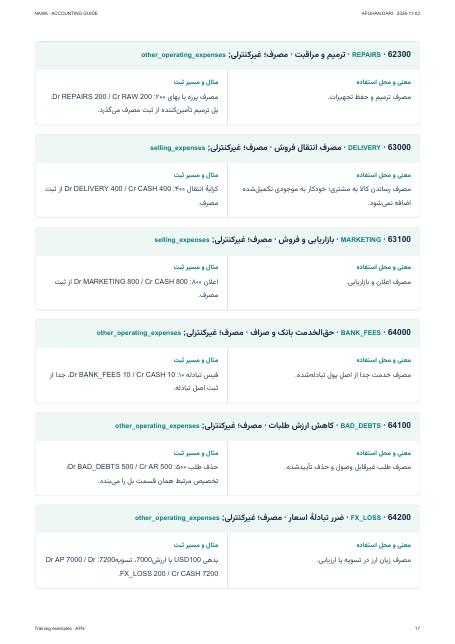 NAWA · ACCOUNTING GUIDE
AFGHAN DARI · 2026-11-02
62300 · REPAIRS · ترمیم و مراقبت · مصرف؛ غیرکنترلی; other_operating_expenses
معنی و محل استفاده
مصرف ترمیم و حفظ تجهیزات.
مثال و مسیر ثبت
مصرف پرزه با بهای ۲۰۰: Dr REPAIRS 200 / Cr RAW 200.
بل ترمیم تأمین‌کننده از ثبت مصرف می‌گذرد.
63000 · DELIVERY · مصرف انتقال فروش · مصرف؛ غیرکنترلی; selling_expenses
معنی و محل استفاده
مصرف رساندن کالا به مشتری؛ خودکار به موجودی تکمیل‌شده
اضافه نمی‌شود.
مثال و مسیر ثبت
کرایهٔ انتقال ۴۰۰: Dr DELIVERY 400 / Cr CASH 400 از ثبت
مصرف.
63100 · MARKETING · بازاریابی و فروش · مصرف؛ غیرکنترلی; selling_expenses
معنی و محل استفاده
مصرف اعلان و بازاریابی.
مثال و مسیر ثبت
اعلان ۸۰۰: Dr MARKETING 800 / Cr CASH 800 از ثبت
مصرف.
64000 · BANK_FEES · حق‌الخدمت بانک و صراف · مصرف؛ غیرکنترلی; other_operating_expenses
معنی و محل استفاده
مصرف خدمت جدا از اصل پول تبادله‌شده.
مثال و مسیر ثبت
فیس تبادله ۱۰: Dr BANK_FEES 10 / Cr CASH 10، جدا از
ثبت اصل تبادله.
64100 · BAD_DEBTS · کاهش ارزش طلبات · مصرف؛ غیرکنترلی; other_operating_expenses
معنی و محل استفاده
مصرف طلب غیرقابل وصول و حذف تأییدشده.
مثال و مسیر ثبت
حذف طلب ۵۰۰: Dr BAD_DEBTS 500 / Cr AR 500؛
تخصیص مرتبط همان قسمت بل را می‌بندد.
64200 · FX_LOSS · ضرر تبادلهٔ اسعار · مصرف؛ غیرکنترلی; other_operating_expenses
معنی و محل استفاده
مصرف زیان ارز در تسویه یا ارزیابی.
مثال و مسیر ثبت
بدهی USD100 با ارزش7000، تسویه7200: Dr AP 7000 / Dr
FX_LOSS 200 / Cr CASH 7200.
Training examples · AFN
17